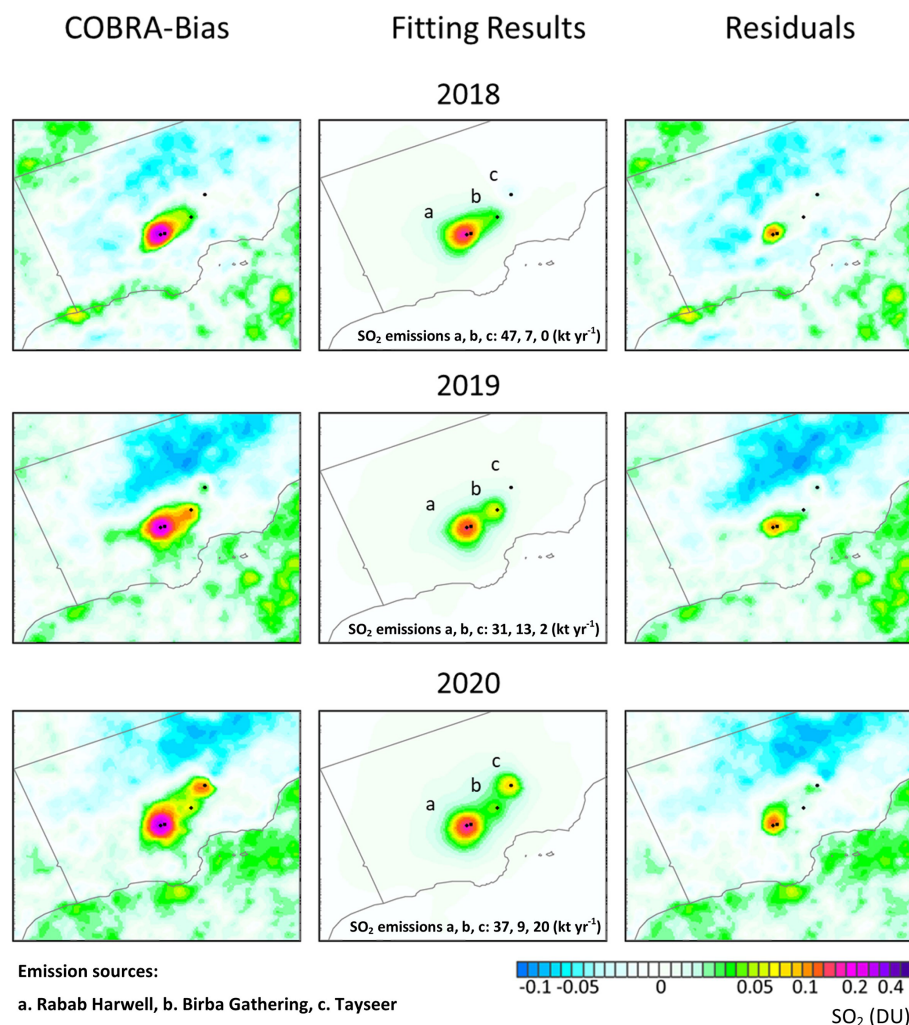 COBRA-Bias Fitting Results Residuals
2018
a b c
SO₂ emissions a, b, c: 47, 7, 0 (kt yr⁻¹)
2019
a b c
SO₂ emissions a, b, c: 31, 13, 2 (kt yr⁻¹)
2020
a b c
SO₂ emissions a, b, c: 37, 9, 20 (kt yr⁻¹)
Emission sources:
a. Rabab Harwell, b. Birba Gathering, c. Tayseer
-0.1 -0.05 0 0.05 0.1 0.2 0.4
SO₂ (DU)